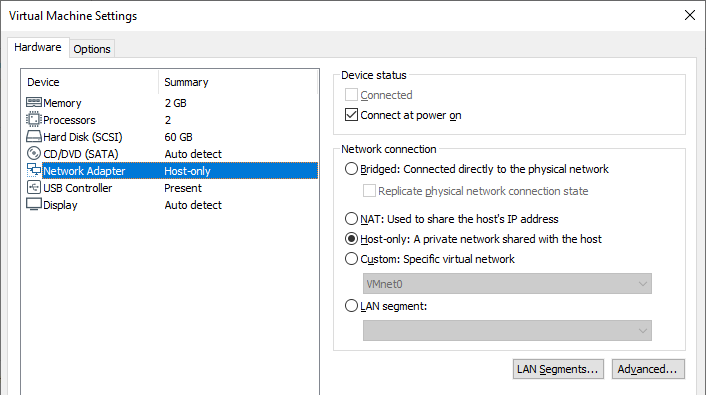 Virtual Machine Settings
Hardware Options
Device Summary
Memory 2 GB
Processors 2
Hard Disk (SCSI) 60 GB
CD/DVD (SATA) Auto detect
Network Adapter Host-only
USB Controller Present
Display Auto detect
Device status
Connected
Connect at power on
Network connection
Bridged: Connected directly to the physical network
Replicate physical network connection state
NAT: Used to share the host's IP address
Host-only: A private network shared with the host
Custom: Specific virtual network
VMnet0
LAN segment:
LAN Segments... Advanced...